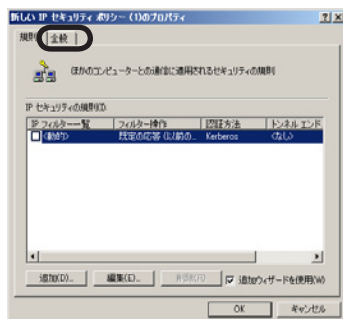 新しい IP セキュリティ ポリシー (1)のプロパティ
規則 全般
ほかのコンピューターとの通信に適用されるセキュリティの規則
IP セキュリティの規則(I):
IP フィルター一覧 フィルター操作 認証方法 トンネル エンド
<動的> 既定の応答 (以前の... Kerberos <なし>
追加(D)... 編集(E)... 削除(R) 追加ウィザードを使用(W)
OK キャンセル